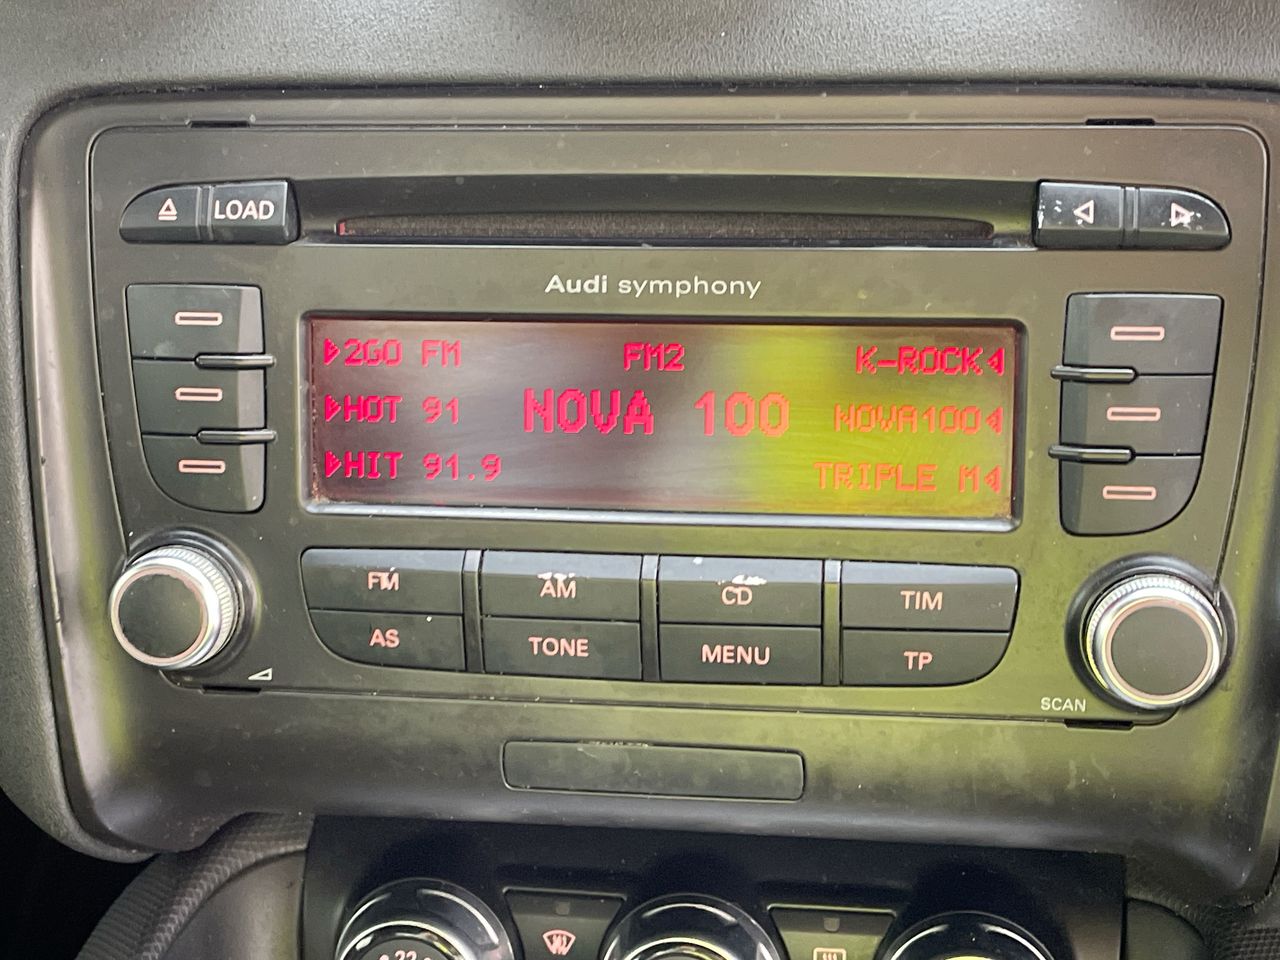 LOAD
Audi symphony
2GO FM FM2 K-ROCK
HOT 91 NOVA 100 NOVA100
HIT 91.9 TRIPLE M
FM AM CD TIM
AS TONE MENU TP
SCAN
22